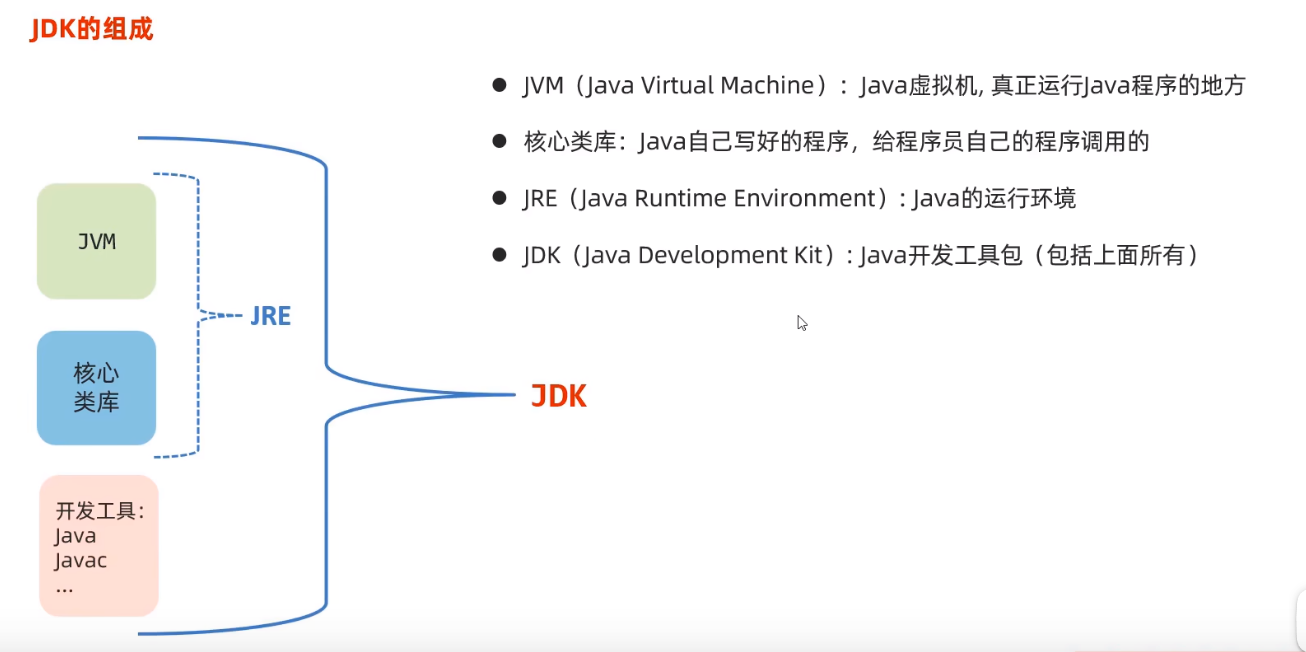 JDK的组成
● JVM（Java Virtual Machine）：Java虚拟机, 真正运行Java程序的地方
● 核心类库：Java自己写好的程序，给程序员自己的程序调用的
● JRE（Java Runtime Environment）: Java的运行环境
● JDK（Java Development Kit）: Java开发工具包（包括上面所有）
JVM
JRE
核心
类库
JDK
开发工具：
Java
Javac
...